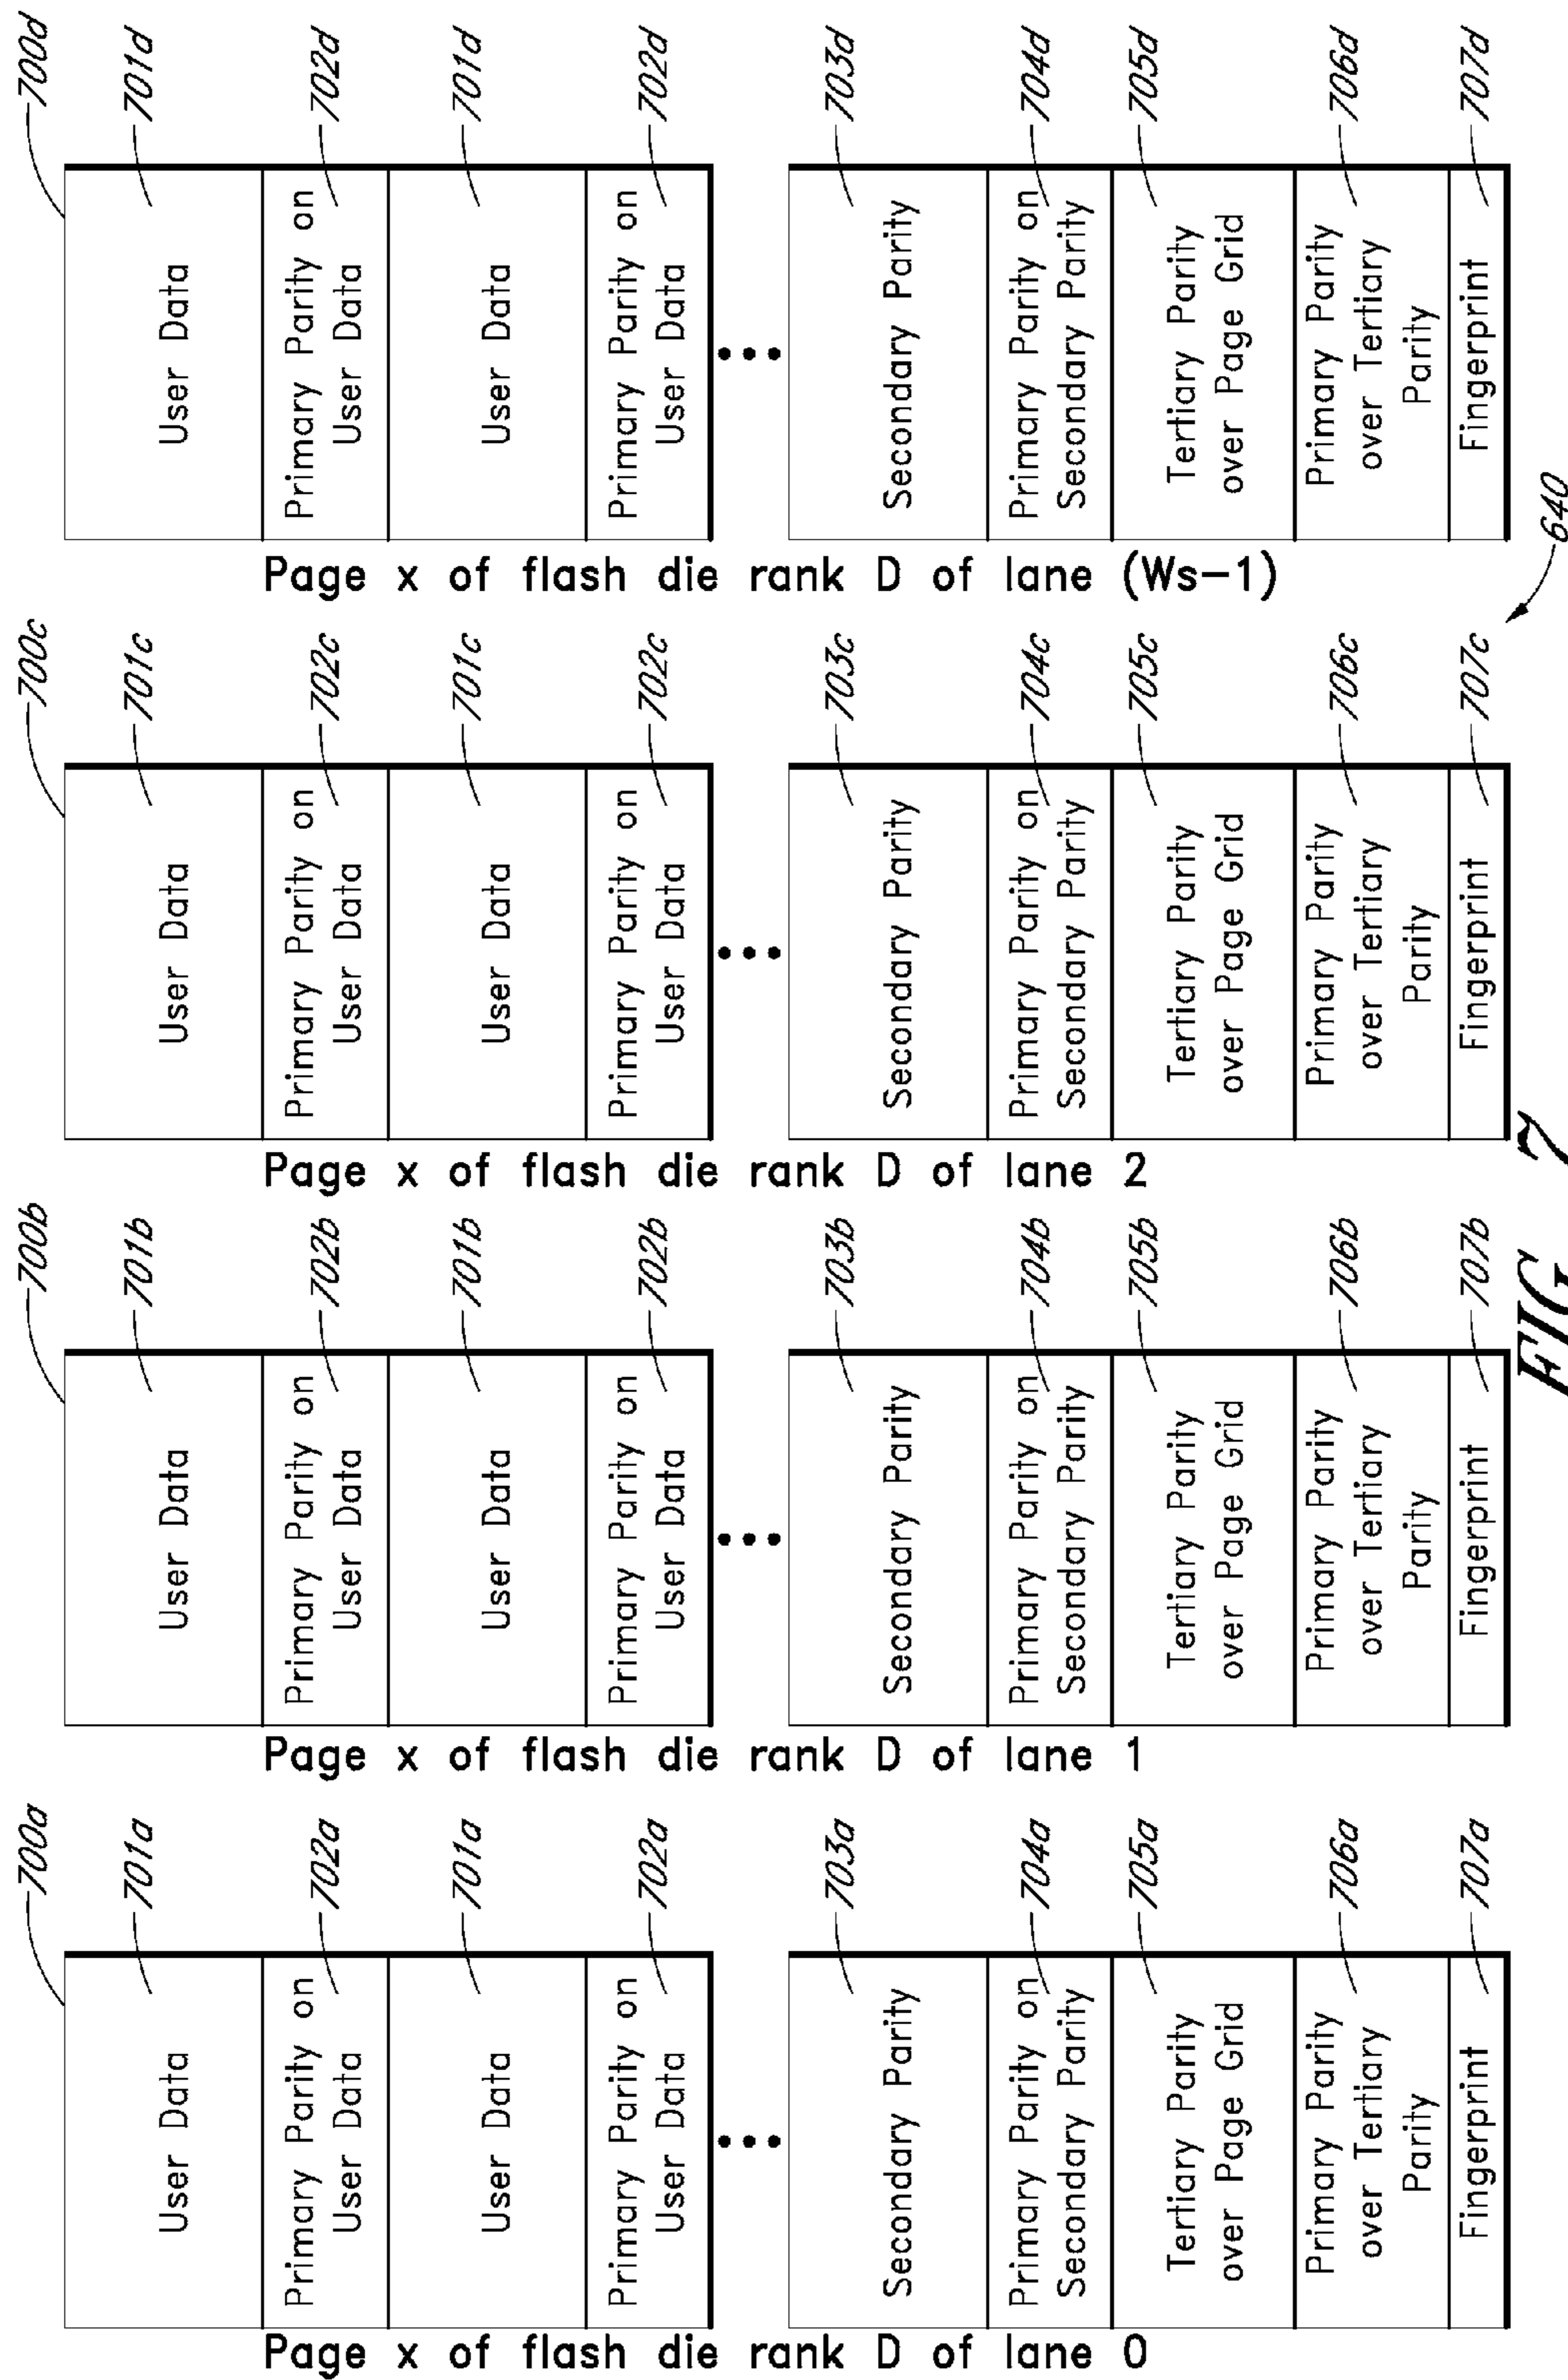 700a
Page x of flash die rank D of lane 0
User Data
701a
Primary Parity on
User Data
702a
User Data
701a
Primary Parity on
User Data
702a
Secondary Parity
703a
Primary Parity on
Secondary Parity
704a
Tertiary Parity
over Page Grid
705a
Primary Parity
over Tertiary
Parity
706a
Fingerprint
707a
700b
Page x of flash die rank D of lane 1
User Data
701b
Primary Parity on
User Data
702b
User Data
701b
Primary Parity on
User Data
702b
Secondary Parity
703b
Primary Parity on
Secondary Parity
704b
Tertiary Parity
over Page Grid
705b
Primary Parity
over Tertiary
Parity
706b
Fingerprint
707b
700c
Page x of flash die rank D of lane 2
User Data
701c
Primary Parity on
User Data
702c
User Data
701c
Primary Parity on
User Data
702c
Secondary Parity
703c
Primary Parity on
Secondary Parity
704c
Tertiary Parity
over Page Grid
705c
Primary Parity
over Tertiary
Parity
706c
Fingerprint
707c
700d
Page x of flash die rank D of lane (Ws-1)
User Data
701d
Primary Parity on
User Data
702d
User Data
701d
Primary Parity on
User Data
702d
Secondary Parity
703d
Primary Parity on
Secondary Parity
704d
Tertiary Parity
over Page Grid
705d
Primary Parity
over Tertiary
Parity
706d
Fingerprint
707d
640
FIG. 7